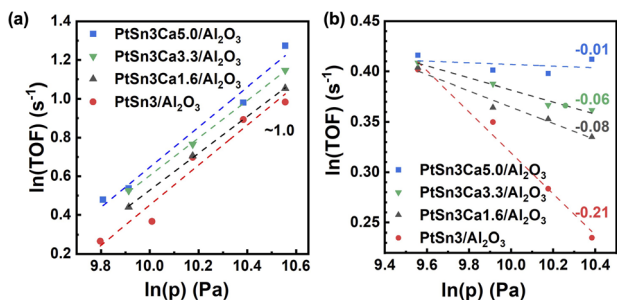 (a)
PtSn3Ca5.0/Al₂O₃
PtSn3Ca3.3/Al₂O₃
PtSn3Ca1.6/Al₂O₃
PtSn3/Al₂O₃
~1.0
ln(TOF) (s⁻¹)
1.4
1.2
1.0
0.8
0.6
0.4
0.2
9.8 10.0 10.2 10.4 10.6
ln(p) (Pa)
(b)
-0.01
-0.06
-0.08
-0.21
PtSn3Ca5.0/Al₂O₃
PtSn3Ca3.3/Al₂O₃
PtSn3Ca1.6/Al₂O₃
PtSn3/Al₂O₃
ln(TOF) (s⁻¹)
0.45
0.40
0.35
0.30
0.25
9.4 9.6 9.8 10.0 10.2 10.4
ln(p) (Pa)